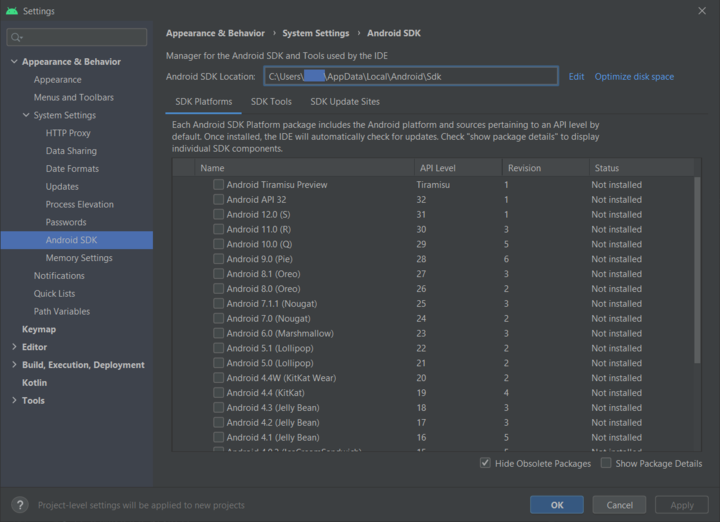 Settings
Appearance & Behavior › System Settings › Android SDK
Manager for the Android SDK and Tools used by the IDE
Android SDK Location: C:\Users\ \AppData\Local\Android\Sdk Edit Optimize disk space
SDK Platforms SDK Tools SDK Update Sites
Each Android SDK Platform package includes the Android platform and sources pertaining to an API level by
default. Once installed, the IDE will automatically check for updates. Check "show package details" to display
individual SDK components.
Appearance & Behavior
Appearance
Menus and Toolbars
System Settings
HTTP Proxy
Data Sharing
Date Formats
Updates
Process Elevation
Passwords
Android SDK
Memory Settings
Notifications
Quick Lists
Path Variables
Keymap
Editor
Build, Execution, Deployment
Kotlin
Tools
Name API Level Revision Status
Android Tiramisu Preview Tiramisu 1 Not installed
Android API 32 32 1 Not installed
Android 12.0 (S) 31 1 Not installed
Android 11.0 (R) 30 3 Not installed
Android 10.0 (Q) 29 5 Not installed
Android 9.0 (Pie) 28 6 Not installed
Android 8.1 (Oreo) 27 3 Not installed
Android 8.0 (Oreo) 26 2 Not installed
Android 7.1.1 (Nougat) 25 3 Not installed
Android 7.0 (Nougat) 24 2 Not installed
Android 6.0 (Marshmallow) 23 3 Not installed
Android 5.1 (Lollipop) 22 2 Not installed
Android 5.0 (Lollipop) 21 2 Not installed
Android 4.4W (KitKat Wear) 20 2 Not installed
Android 4.4 (KitKat) 19 4 Not installed
Android 4.3 (Jelly Bean) 18 3 Not installed
Android 4.2 (Jelly Bean) 17 3 Not installed
Android 4.1 (Jelly Bean) 16 5 Not installed
Android 4.0.3 (IceCreamSandwich) 15 5 Not installed
Hide Obsolete Packages Show Package Details
? Project-level settings will be applied to new projects
OK Cancel Apply